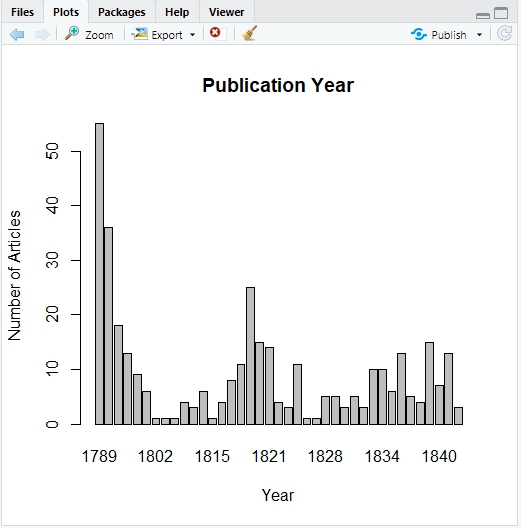 Files Plots Packages Help Viewer
Zoom Export Publish
Publication Year
Number of Articles
50
40
30
20
10
0
1789 1802 1815 1821 1828 1834 1840
Year